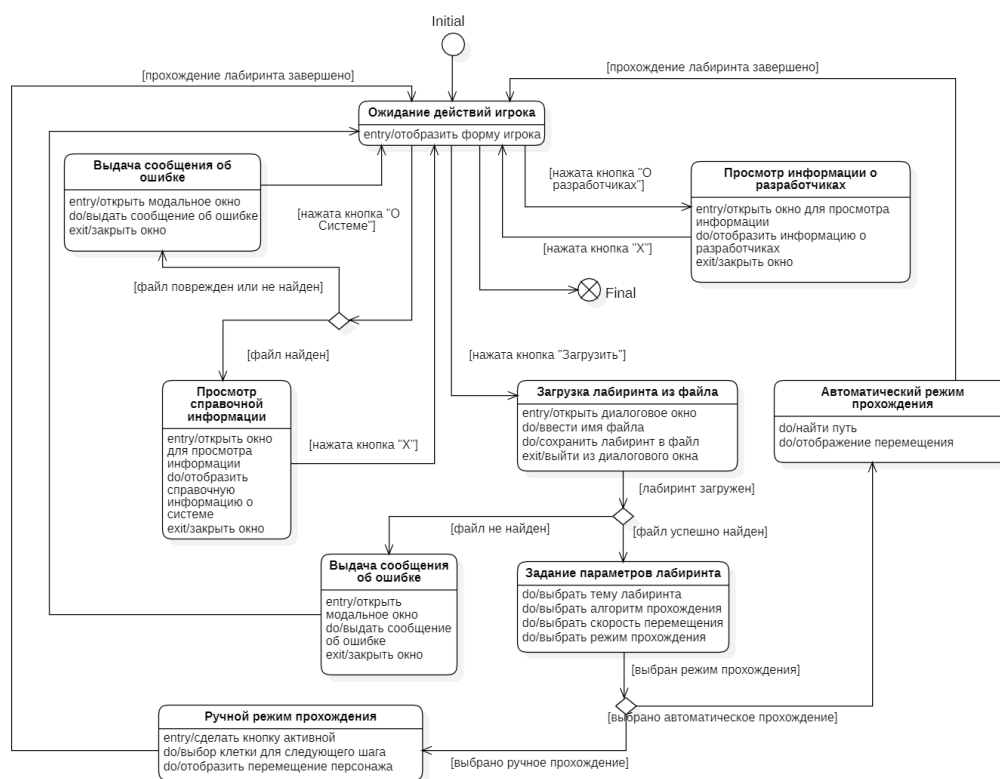 Initial
[прохождение лабиринта завершено]
[прохождение лабиринта завершено]
Ожидание действий игрока
entry/отобразить форму игрока
Выдача сообщения об
ошибке
entry/открыть модальное окно
do/выдать сообщение об ошибке
exit/закрыть окно
[нажата кнопка "О
Системе"]
[нажата кнопка "О
разработчиках"]
[нажата кнопка "X"]
Просмотр информации о
разработчиках
entry/открыть окно для просмотра
информации
do/отобразить информацию о
разработчиках
exit/закрыть окно
[файл поврежден или не найден]
Final
[файл найден]
[нажата кнопка "Загрузить"]
Просмотр
справочной
информации
entry/открыть окно
для просмотра
информации
do/отобразить
справочную
информацию о
системе
exit/закрыть окно
[нажата кнопка "X"]
Загрузка лабиринта из файла
entry/открыть диалоговое окно
do/ввести имя файла
do/сохранить лабиринт в файл
exit/выйти из диалогового окна
Автоматический режим
прохождения
do/найти путь
do/отображение перемещения
[лабиринт загружен]
[файл не найден]
[файл успешно найден]
Выдача сообщения
об ошибке
entry/открыть
модальное окно
do/выдать сообщение
об ошибке
exit/закрыть окно
Задание параметров лабиринта
do/выбрать тему лабиринта
do/выбрать алгоритм прохождения
do/выбрать скорость перемещения
do/выбрать режим прохождения
[выбран режим прохождения]
[выбрано автоматическое прохождение]
Ручной режим прохождения
entry/сделать кнопку активной
do/выбор клетки для следующего шага
do/отобразить перемещение персонажа
[выбрано ручное прохождение]